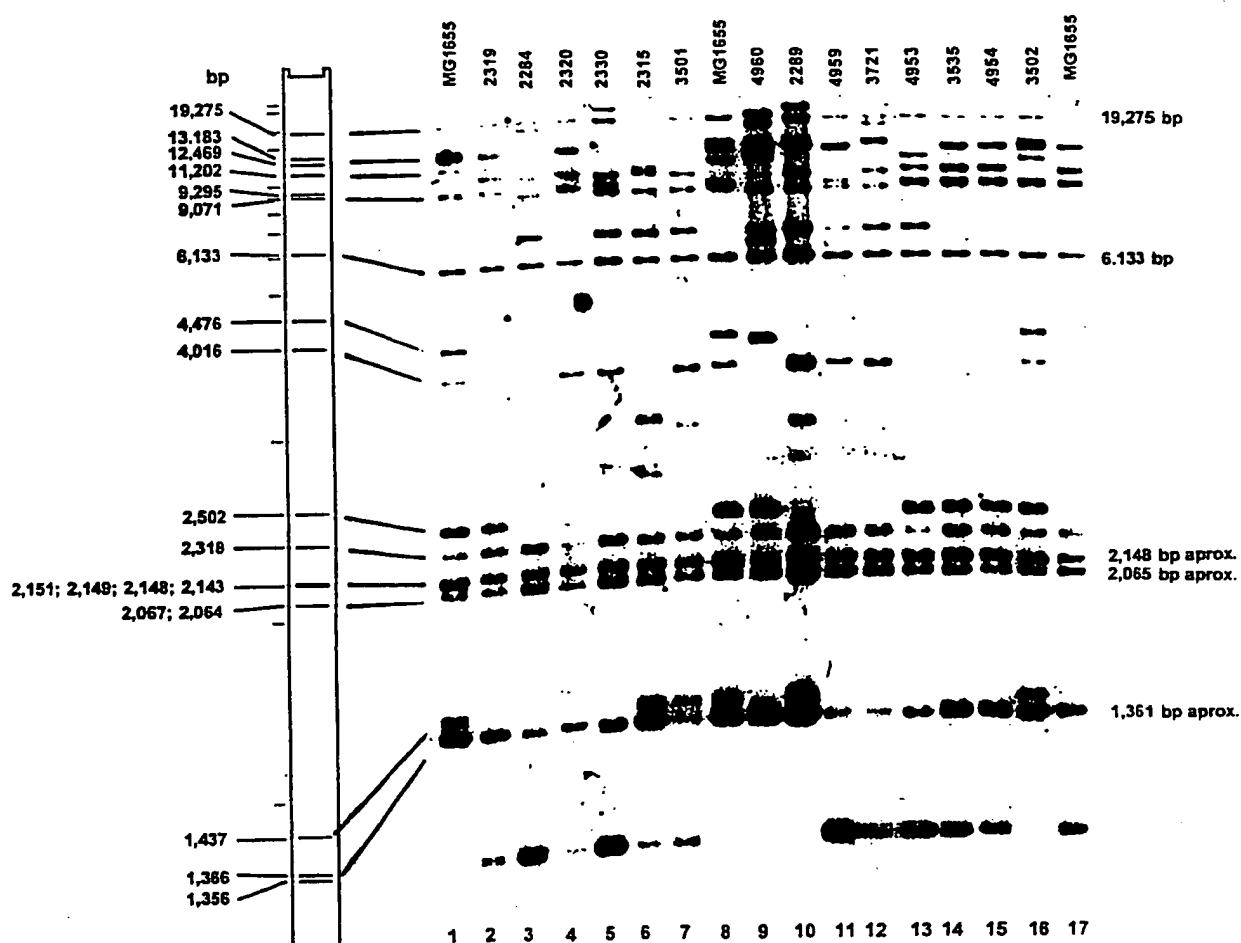 bp
MG1655
2319
2284
2320
2330
2315
3501
MG1655
4960
2289
4959
3721
4953
3535
4954
3502
MG1655
19,275
13.183
12,469
11,202
9,295
9,071
6,133
4,476
4,016
2,502
2,318
2,151; 2,149; 2,148; 2,143
2,067; 2,064
1,437
1,366
1,356
19,275 bp
6.133 bp
2,148 bp aprox.
2,065 bp aprox.
1,361 bp aprox.
1 2 3 4 5 6 7 8 9 10 11 12 13 14 15 16 17